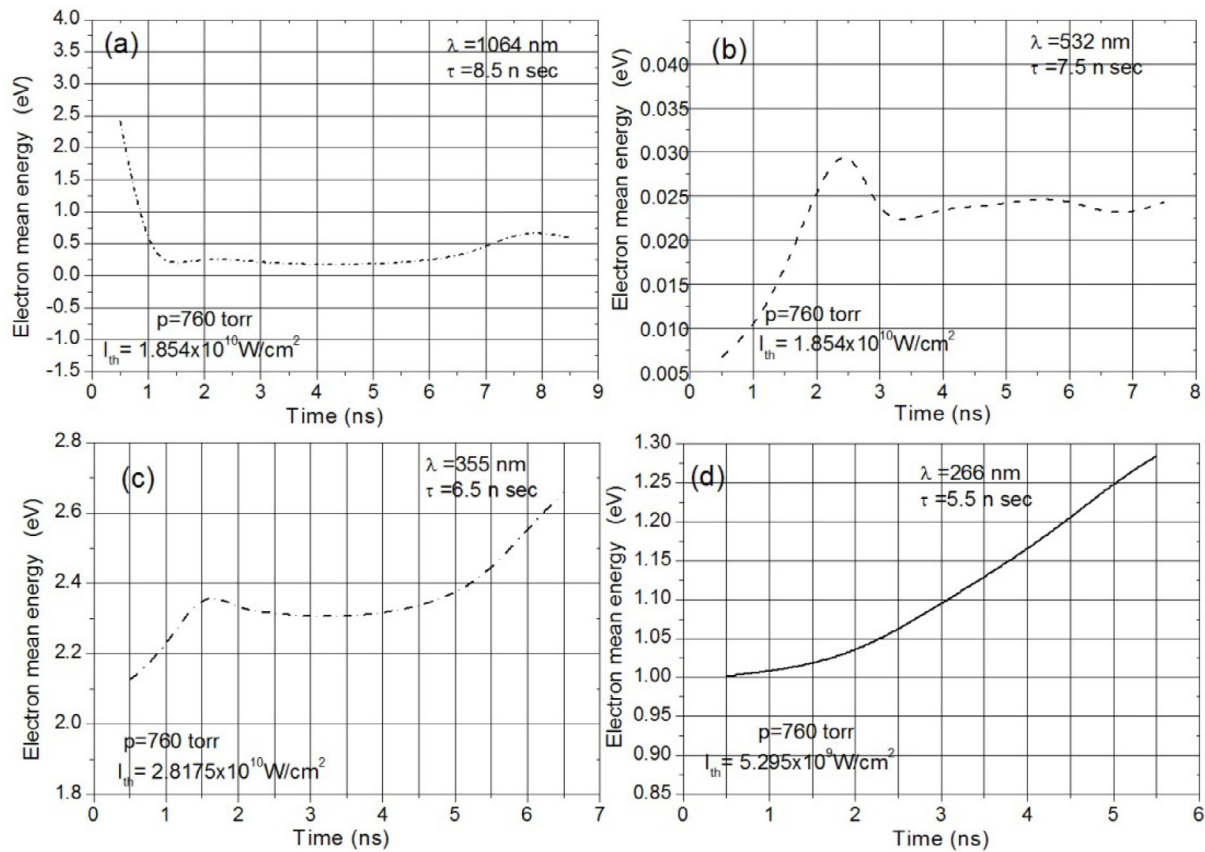 (a)
λ =1064 nm
τ =8.5 n sec
Electron mean energy (eV)
4.0
3.5
3.0
2.5
2.0
1.5
1.0
0.5
0.0
-0.5
-1.0
-1.5
p=760 torr
I_th= 1.854x10^10 W/cm^2
0 1 2 3 4 5 6 7 8 9
Time (ns)
(b)
λ =532 nm
τ =7.5 n sec
Electron mean energy (eV)
0.040
0.035
0.030
0.025
0.020
0.015
0.010
0.005
p=760 torr
I_th= 1.854x10^10 W/cm^2
0 1 2 3 4 5 6 7 8
Time (ns)
(c)
λ =355 nm
τ =6.5 n sec
Electron mean energy (eV)
2.8
2.6
2.4
2.2
2.0
1.8
p=760 torr
I_th= 2.8175x10^10 W/cm^2
0 1 2 3 4 5 6 7
Time (ns)
(d)
λ =266 nm
τ =5.5 n sec
Electron mean energy (eV)
1.30
1.25
1.20
1.15
1.10
1.05
1.00
0.95
0.90
0.85
p=760 torr
I_th= 5.295x10^9 W/cm^2
0 1 2 3 4 5 6
Time (ns)